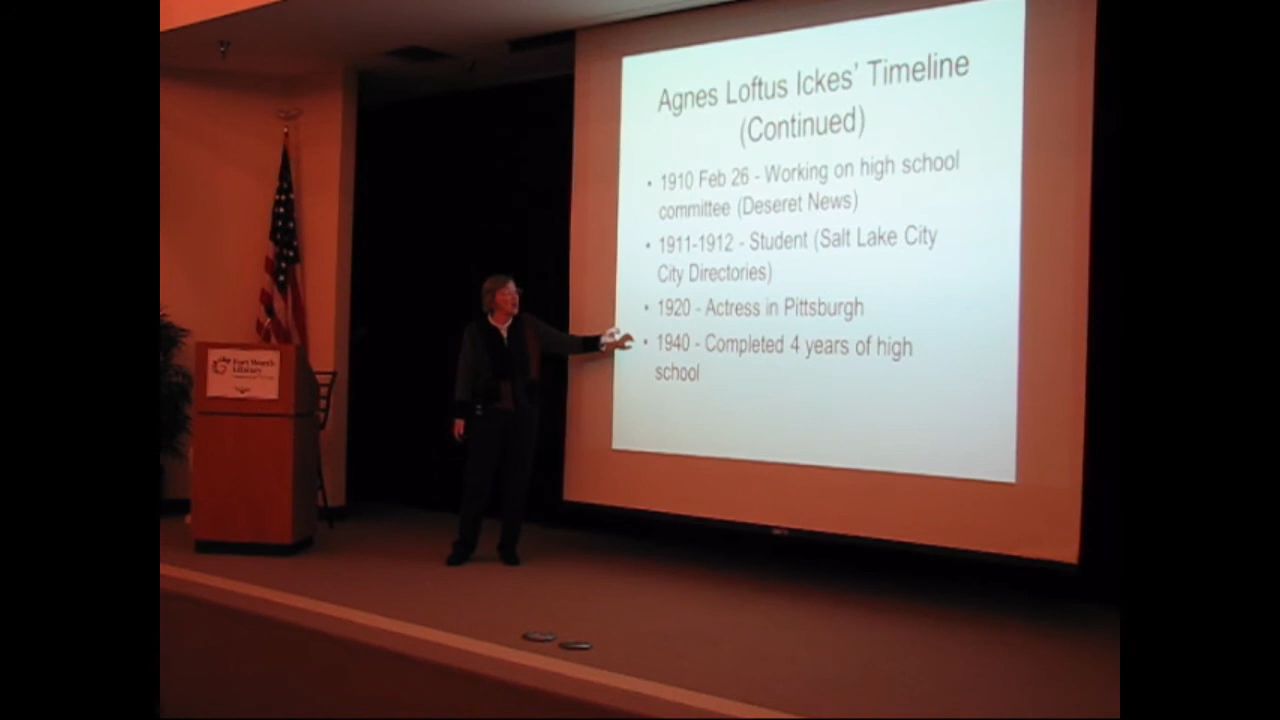 Agnes Loftus Ickes' Timeline
(Continued)
• 1910 Feb 26 - Working on high school
committee (Deseret News)
• 1911-1912 - Student (Salt Lake City
City Directories)
• 1920 - Actress in Pittsburgh
• 1940 - Completed 4 years of high
school
Fort Worth
Library